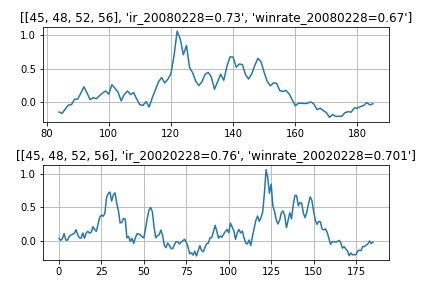 [[45, 48, 52, 56], 'ir_20080228=0.73', 'winrate_20080228=0.67']
1.0
0.5
0.0
80 100 120 140 160 180
[[45, 48, 52, 56], 'ir_20020228=0.76', 'winrate_20020228=0.701']
1.0
0.5
0.0
0 25 50 75 100 125 150 175